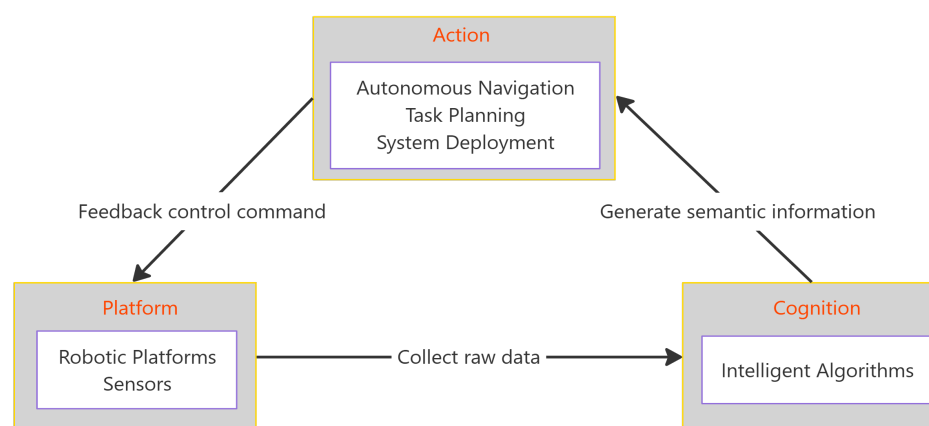 Action
Autonomous Navigation
Task Planning
System Deployment
Feedback control command
Generate semantic information
Platform
Robotic Platforms
Sensors
Collect raw data
Cognition
Intelligent Algorithms